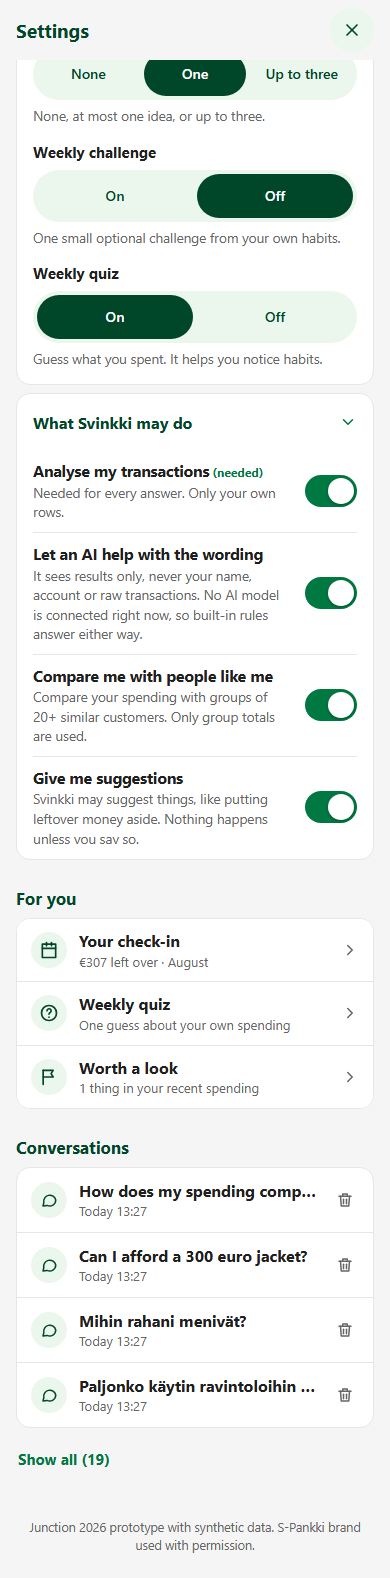 Settings
None
One
Up to three
None, at most one idea, or up to three.
Weekly challenge
On
Off
One small optional challenge from your own habits.
Weekly quiz
On
Off
Guess what you spent. It helps you notice habits.
What Svinkki may do
Analyse my transactions (needed)
Needed for every answer. Only your own
rows.
Let an AI help with the wording
It sees results only, never your name,
account or raw transactions. No AI model
is connected right now, so built-in rules
answer either way.
Compare me with people like me
Compare your spending with groups of
20+ similar customers. Only group totals
are used.
Give me suggestions
Svinkki may suggest things, like putting
leftover money aside. Nothing happens
unless you say so.
For you
Your check-in
€307 left over · August
Weekly quiz
One guess about your own spending
Worth a look
1 thing in your recent spending
Conversations
How does my spending comp...
Today 13:27
Can I afford a 300 euro jacket?
Today 13:27
Mihin rahani menivät?
Today 13:27
Paljonko käytin ravintoloihin ...
Today 13:27
Show all (19)
Junction 2026 prototype with synthetic data. S-Pankki brand
used with permission.